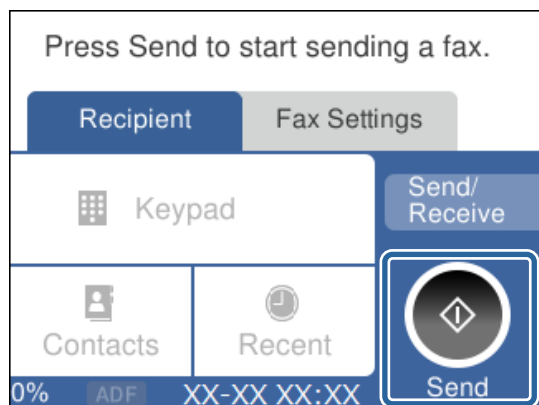 Press Send to start sending a fax.
Recipient
Fax Settings
Keypad
Send/
Receive
Contacts
Recent
0%
ADF
XX-XX XX:XX
Send